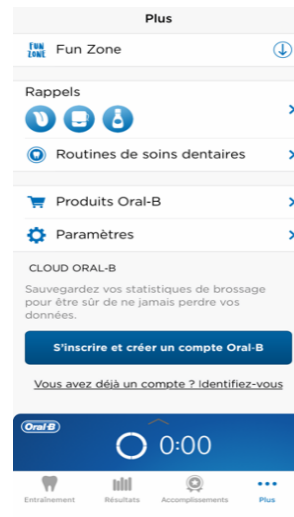 Plus
FUN
ZONE
Fun Zone
Rappels
Routines de soins dentaires
Produits Oral-B
Paramètres
CLOUD ORAL-B
Sauvegardez vos statistiques de brossage
pour être sûr de ne jamais perdre vos
données.
S'inscrire et créer un compte Oral-B
Vous avez déjà un compte ? Identifiez-vous
Oral-B
0:00
Entraînement
Résultats
Accomplissements
Plus